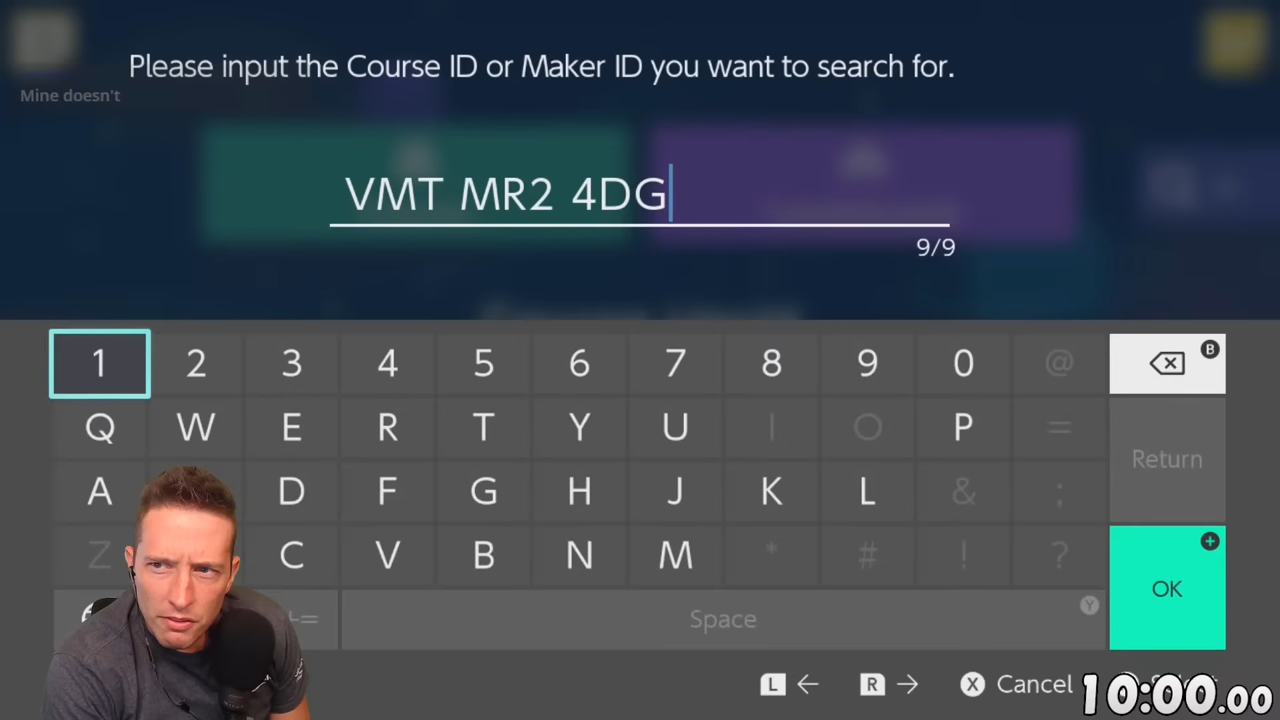 Please input the Course ID or Maker ID you want to search for.
Mine doesn't
VMT MR2 4DG
9/9
1 2 3 4 5 6 7 8 9 0 @
B
Q W E R T Y U I O P =
Return
A D F G H J K L & ;
Z C V B N M * # ! ?
+
OK
Space
Y
L ← R → X Cancel
10:00.00